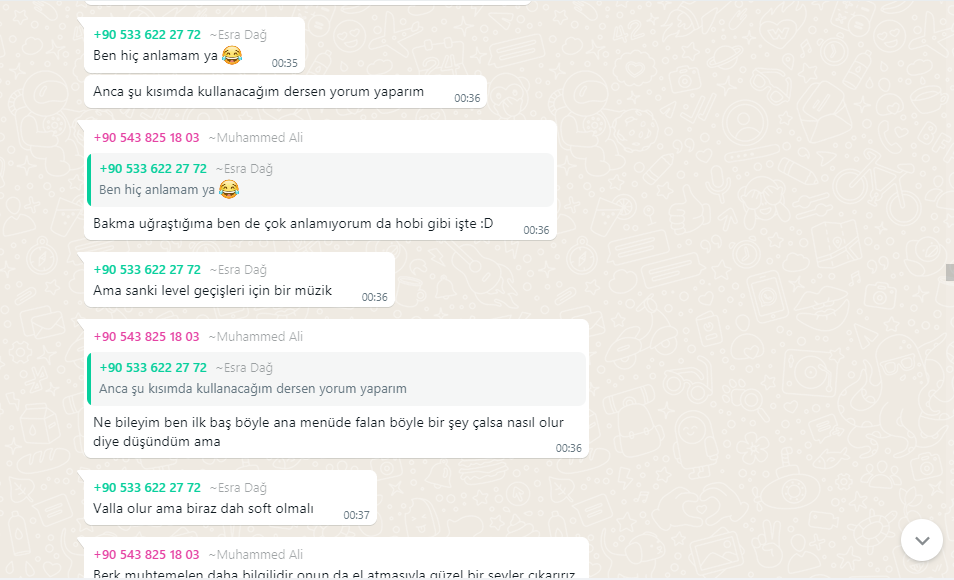 +90 533 622 27 72 ~Esra Dağ
Ben hiç anlamam ya 😂 00:35
Anca şu kısımda kullanacağım dersen yorum yaparım 00:36
+90 543 825 18 03 ~Muhammed Ali
+90 533 622 27 72 ~Esra Dağ
Ben hiç anlamam ya 😂
Bakma uğraştığıma ben de çok anlamıyorum da hobi gibi işte :D 00:36
+90 533 622 27 72 ~Esra Dağ
Ama sanki level geçişleri için bir müzik 00:36
+90 543 825 18 03 ~Muhammed Ali
+90 533 622 27 72 ~Esra Dağ
Anca şu kısımda kullanacağım dersen yorum yaparım
Ne bileyim ben ilk baş böyle ana menüde falan böyle bir şey çalsa nasıl olur
diye düşündüm ama 00:36
+90 533 622 27 72 ~Esra Dağ
Valla olur ama biraz dah soft olmalı 00:37
+90 543 825 18 03 ~Muhammed Ali
Berk muhtemelen daha bilgilidir onun da el atmasıyla güzel bir şeyler çıkarırız